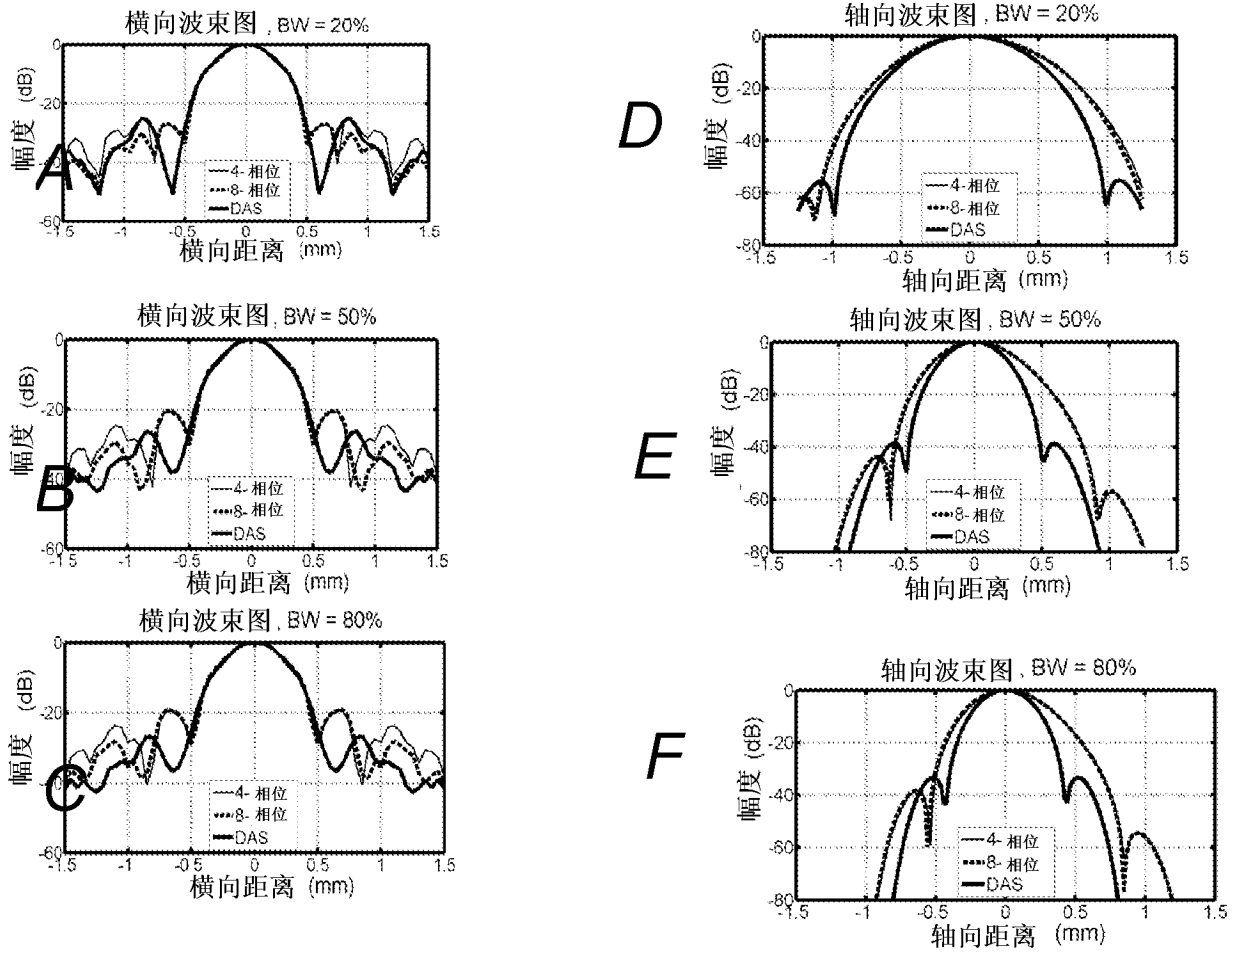 横向波束图, BW = 20%
0
-20
-40
-60
幅度 (dB)
A
4-相位
8-相位
DAS
-1.5 -1 -0.5 0 0.5 1 1.5
横向距离 (mm)
横向波束图, BW = 50%
0
-20
-40
-60
幅度 (dB)
B
4-相位
8-相位
DAS
-1.5 -1 -0.5 0 0.5 1 1.5
横向距离 (mm)
横向波束图, BW = 80%
0
-20
-40
-60
幅度 (dB)
C
4-相位
8-相位
DAS
-1.5 -1 -0.5 0 0.5 1 1.5
横向距离 (mm)
轴向波束图, BW = 20%
0
-20
-40
-60
-80
幅度 (dB)
D
4-相位
8-相位
DAS
-1.5 -1 -0.5 0 0.5 1 1.5
轴向距离 (mm)
轴向波束图, BW = 50%
0
-20
-40
-60
-80
幅度 (dB)
E
4-相位
8-相位
DAS
-1.5 -1 -0.5 0 0.5 1 1.5
轴向距离 (mm)
轴向波束图, BW = 80%
0
-20
-40
-60
-80
幅度 (dB)
F
4-相位
8-相位
DAS
-1.5 -1 -0.5 0 0.5 1 1.5
轴向距离 (mm)